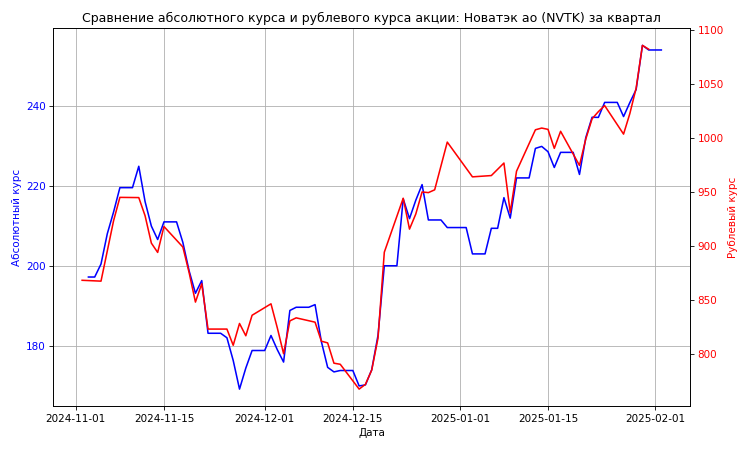 Сравнение абсолютного курса и рублевого курса акции: Новатэк ао (NVTK) за квартал
1100
1050
240
1000
220
950
Абсолютный курс
Рублевый курс
900
200
850
180
800
2024-11-01 2024-11-15 2024-12-01 2024-12-15 2025-01-01 2025-01-15 2025-02-01
Дата